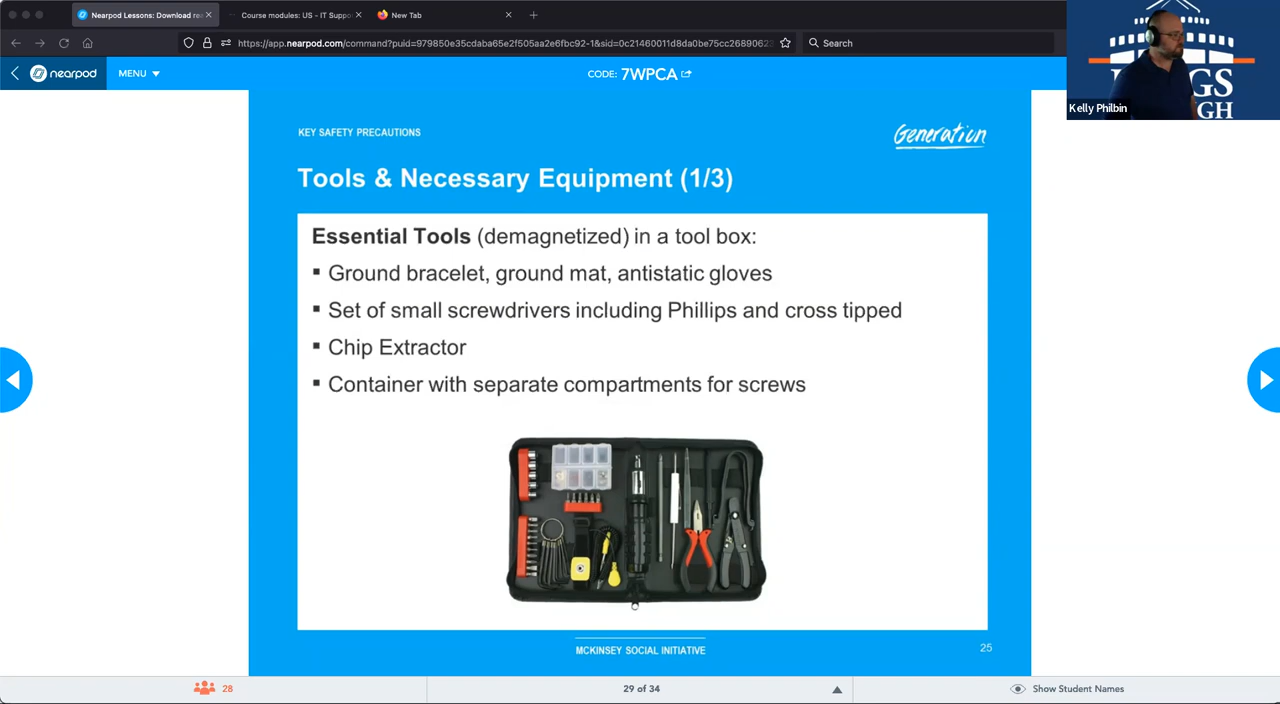 Nearpod Lessons: Download re
Course modules: US - IT Suppo
New Tab
https://app.nearpod.com/command?puid=979850e35cdaba65e2f505aa2e6fbc92-1&sid=0c21460011d8da0be75cc26890623
Search
nearpod
MENU
CODE: 7WPCA
GS
GH
Kelly Philbin
KEY SAFETY PRECAUTIONS
Generation
Tools & Necessary Equipment (1/3)
Essential Tools (demagnetized) in a tool box:
▪ Ground bracelet, ground mat, antistatic gloves
▪ Set of small screwdrivers including Phillips and cross tipped
▪ Chip Extractor
▪ Container with separate compartments for screws
MCKINSEY SOCIAL INITIATIVE
25
28
29 of 34
Show Student Names